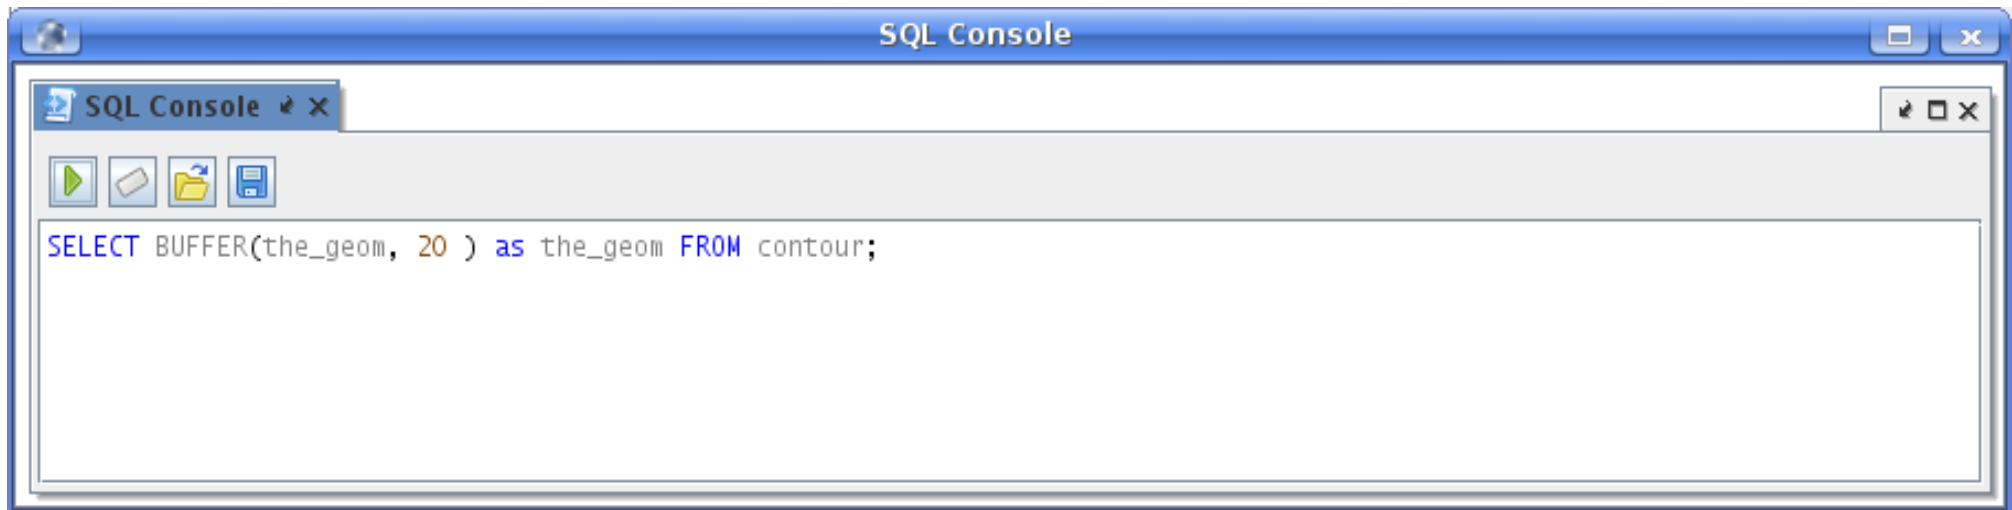 SQL Console
SQL Console
SELECT BUFFER(the_geom, 20 ) as the_geom FROM contour;